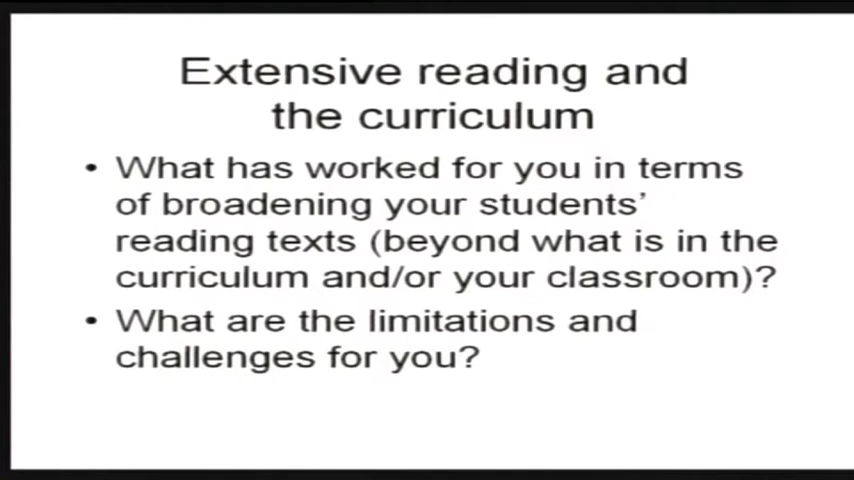 Extensive reading and
the curriculum
• What has worked for you in terms
of broadening your students’
reading texts (beyond what is in the
curriculum and/or your classroom)?
• What are the limitations and
challenges for you?